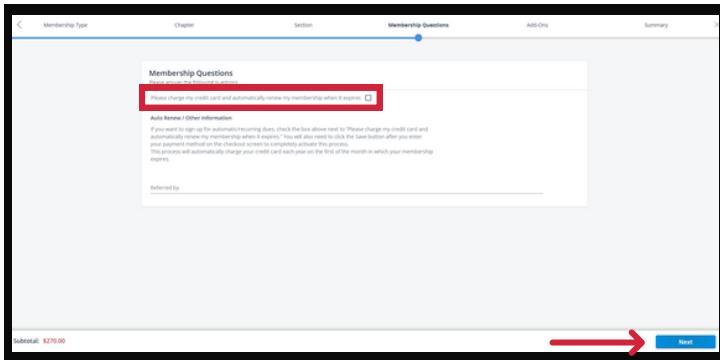 Membership Type Chapter Section Membership Questions Add-Ons Summary
Membership Questions
Please answer the following questions
Please charge my credit card and automatically renew my membership when it expires.
Auto Renew / Other Information
If you want to sign up for automatic/recurring dues, check the box above next to "Please charge my credit card and
automatically renew my membership when it expires." You will also need to click the Save button after you enter
your payment method on the checkout screen to completely activate this process.
This process will automatically charge your credit card each year on the first of the month in which your membership
expires.
Referred by
Subtotal: $270.00 Next